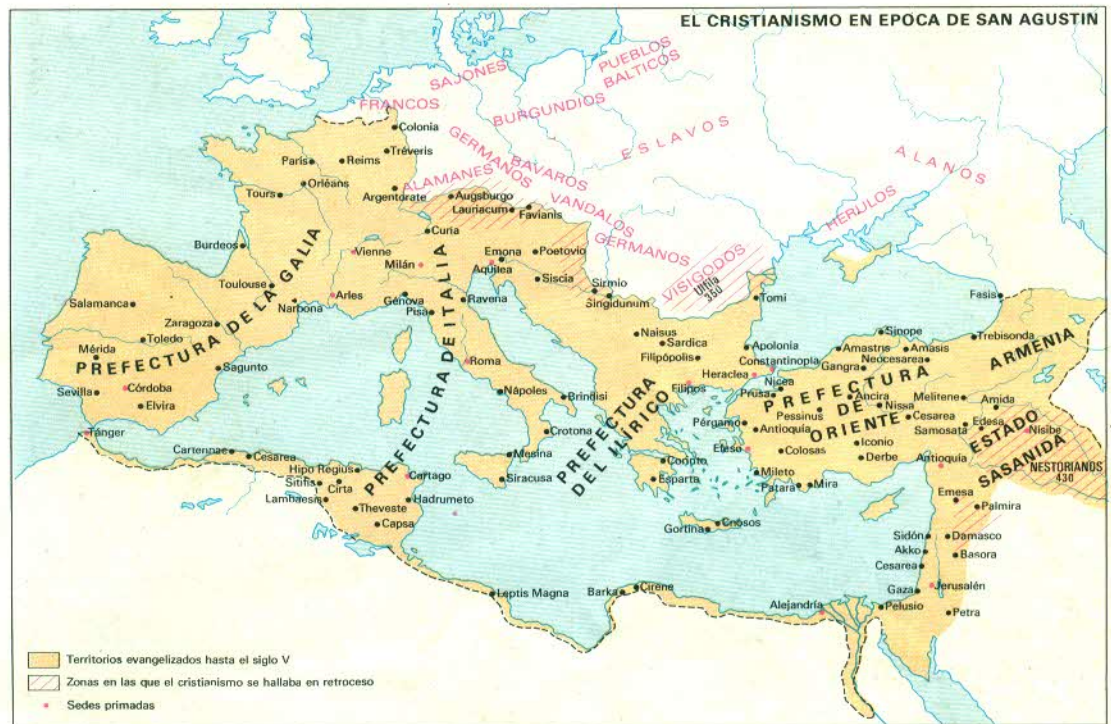 EL CRISTIANISMO EN EPOCA DE SAN AGUSTIN
SAJONES
PUEBLOS
BALTICOS
FRANCOS
BURGUNDIOS
ESLAVOS
ALANOS
GERMANOS
BAVAROS
ALAMANES
VANDALOS
GERMANOS
HERULOS
VISIGODOS
Ulfila
350
Colonia
Tréveris
París
Reims
Orléans
Tours
Argentorate
Augsburgo
Lauriacum
Favianis
Curia
Burdeos
Vienne
Milán
Emona
Aquilea
Poetovio
Siscia
Sirmio
Singidunum
Tomi
Fasis
Toulouse
Narbona
Arles
Génova
Pisa
Ravena
Salamanca
Zaragoza
Toledo
Mérida
Sagunto
Sevilla
Córdoba
Elvira
Tánger
PREFECTURA DE LA GALIA
PREFECTURA DE ITALIA
PREFECTURA
DEL ILIRICO
PREFECTURA
DE
ORIENTE
ARMENIA
ESTADO
SASANIDA
NESTORIANOS
430
Roma
Nápoles
Brindisi
Crotona
Mesina
Siracusa
Naisus
Sardica
Filipópolis
Apolonia
Constantinopla
Heraclea
Nicea
Filipos
Prusa
Amastris
Sinope
Amasis
Gangra
Neocesarea
Trebisonda
Ancira
Nissa
Pessinus
Melitene
Cesarea
Amida
Edesa
Samosata
Nísibe
Pérgamo
Antioquía
Efeso
Colosas
Iconio
Derbe
Antioquía
Corinto
Esparta
Mileto
Patara
Mira
Emesa
Palmira
Gortina
Cnosos
Sidón
Damasco
Akko
Basora
Cesarea
Jerusalén
Gaza
Petra
Pelusio
Alejandría
Cartennae
Cesarea
Hipo Regius
Sitifis
Cirta
Lambaesis
Theveste
Capsa
Cartago
Hadrumeto
Leptis Magna
Barka
Cirene
Territorios evangelizados hasta el siglo V
Zonas en las que el cristianismo se hallaba en retroceso
Sedes primadas